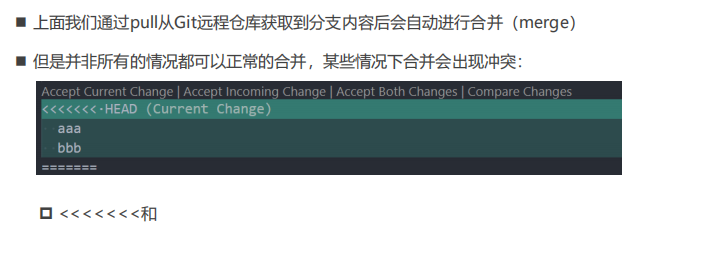 ■ 上面我们通过pull从Git远程仓库获取到分支内容后会自动进行合并（merge）
■ 但是并非所有的情况都可以正常的合并，某些情况下合并会出现冲突：
Accept Current Change | Accept Incoming Change | Accept Both Changes | Compare Changes
<<<<<<<·HEAD (Current Change)
··aaa
··bbb
=======
<<<<<<<和